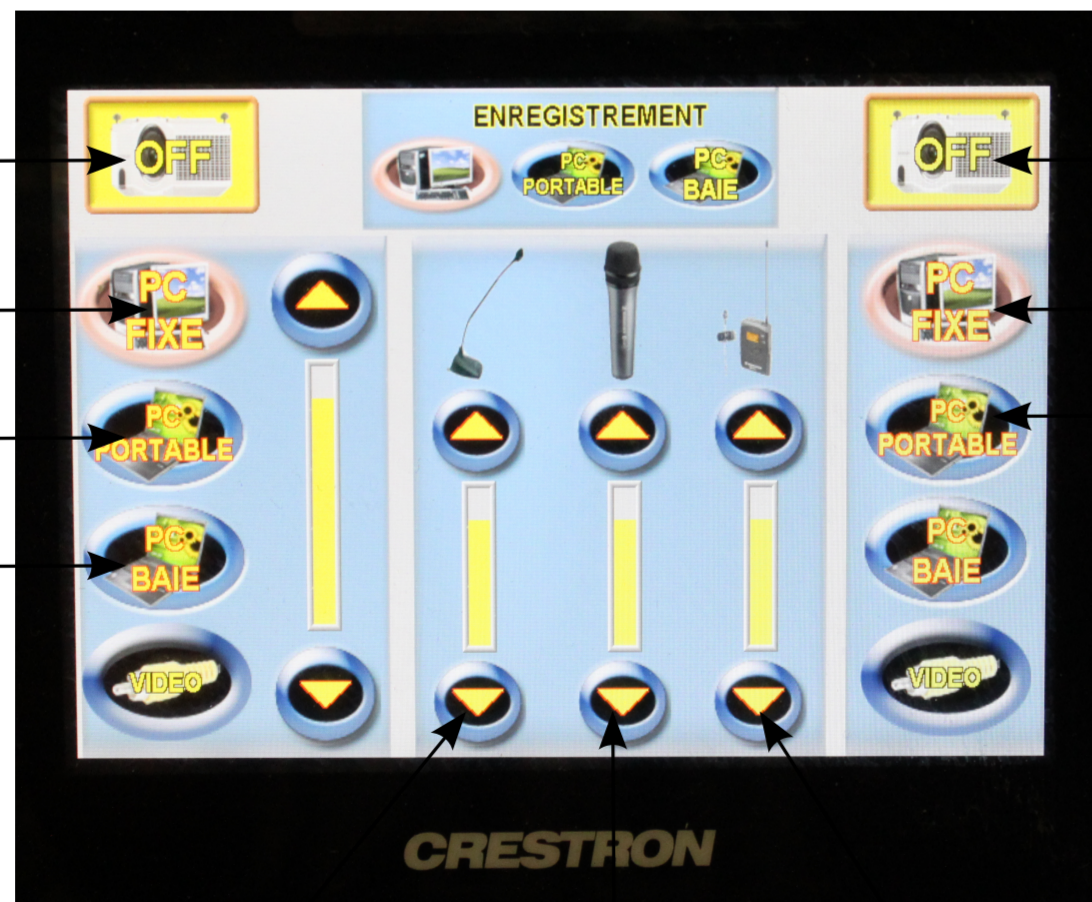 OFF
ENREGISTREMENT
PC
PORTABLE
PC
BAIE
OFF
PC
FIXE
PC
PORTABLE
PC
BAIE
VIDEO
PC
FIXE
PC
PORTABLE
PC
BAIE
VIDEO
CRESTRON